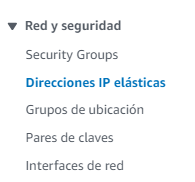 Red y seguridad
Security Groups
Direcciones IP elásticas
Grupos de ubicación
Pares de claves
Interfaces de red